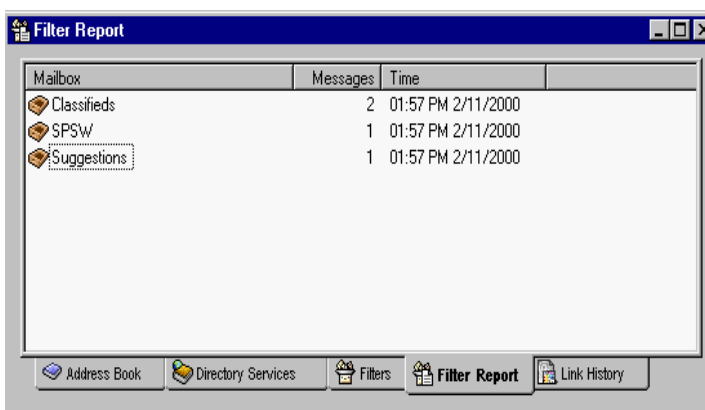 Filter Report
Mailbox Messages Time
Classifieds 2 01:57 PM 2/11/2000
SPSW 1 01:57 PM 2/11/2000
Suggestions 1 01:57 PM 2/11/2000
Address Book Directory Services Filters Filter Report Link History